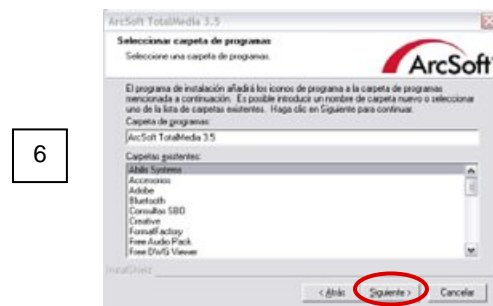 ArcSoft TotalMedia 3.5
Seleccionar carpeta de programas
Seleccione una carpeta de programas.
ArcSoft
El programa de instalación añadirá los iconos de programa a la carpeta de programas
mencionada a continuación. Es posible introducir un nombre de carpeta nuevo o seleccionar
uno de la lista de carpetas existentes. Haga clic en Siguiente para continuar.
Carpeta de programas:
ArcSoft TotalMedia 3.5
6
Carpetas existentes:
Abilis Systems
Accesorios
Adobe
Bluetooth
Consultas SBO
Creative
FormatFactory
Free Audio Pack
Free DWG Viewer
InstallShield
< Atrás
Siguiente >
Cancelar